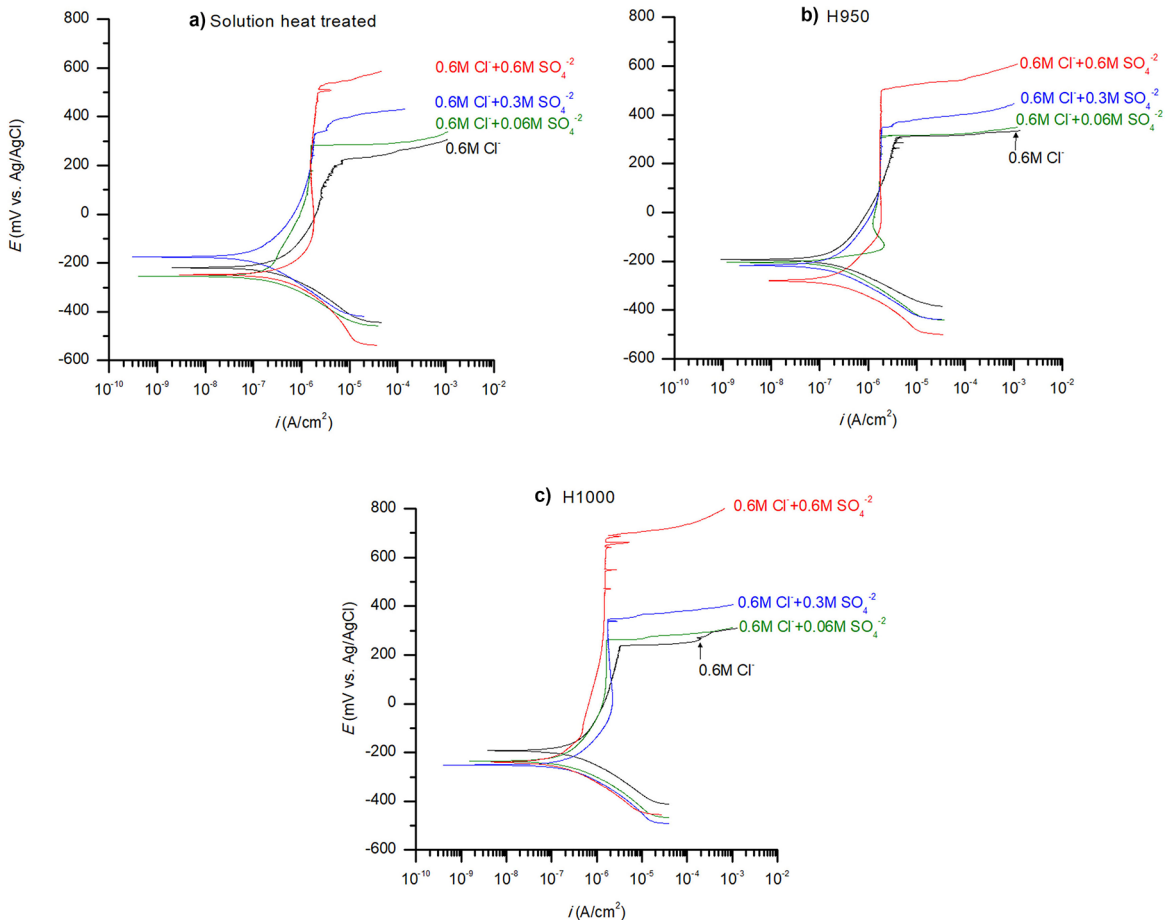 a) Solution heat treated
800
600
400
200
0
-200
-400
-600
E (mV vs. Ag/AgCl)
0.6M Cl⁻+0.6M SO₄⁻²
0.6M Cl⁻+0.3M SO₄⁻²
0.6M Cl⁻+0.06M SO₄⁻²
0.6M Cl⁻
10⁻¹⁰ 10⁻⁹ 10⁻⁸ 10⁻⁷ 10⁻⁶ 10⁻⁵ 10⁻⁴ 10⁻³ 10⁻²
i (A/cm²)
b) H950
800
600
400
200
0
-200
-400
-600
E (mV vs. Ag/AgCl)
0.6M Cl⁻+0.6M SO₄⁻²
0.6M Cl⁻+0.3M SO₄⁻²
0.6M Cl⁻+0.06M SO₄⁻²
0.6M Cl⁻
10⁻¹⁰ 10⁻⁹ 10⁻⁸ 10⁻⁷ 10⁻⁶ 10⁻⁵ 10⁻⁴ 10⁻³ 10⁻²
i (A/cm²)
c) H1000
800
600
400
200
0
-200
-400
-600
E (mV vs. Ag/AgCl)
0.6M Cl⁻+0.6M SO₄⁻²
0.6M Cl⁻+0.3M SO₄⁻²
0.6M Cl⁻+0.06M SO₄⁻²
0.6M Cl⁻
10⁻¹⁰ 10⁻⁹ 10⁻⁸ 10⁻⁷ 10⁻⁶ 10⁻⁵ 10⁻⁴ 10⁻³ 10⁻²
i (A/cm²)